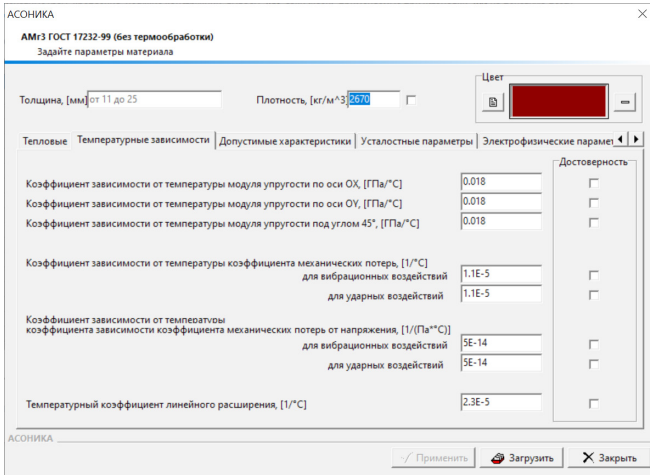 АСОНИКА
АМг3 ГОСТ 17232-99 (без термообработки)
Задайте параметры материала
Цвет
Толщина, [мм] от 11 до 25 Плотность, [кг/м^3] 2670
Тепловые Температурные зависимости Допустимые характеристики Усталостные параметры Электрофизические парамет
Достоверность
Коэффициент зависимости от температуры модуля упругости по оси OX, [ГПа/°C] 0.018
Коэффициент зависимости от температуры модуля упругости по оси OY, [ГПа/°C] 0.018
Коэффициент зависимости от температуры модуля упругости под углом 45°, [ГПа/°C] 0.018
Коэффициент зависимости от температуры коэффициента механических потерь, [1/°C]
для вибрационных воздействий 1.1E-5
для ударных воздействий 1.1E-5
Коэффициент зависимости от температуры
коэффициента зависимости коэффициента механических потерь от напряжения, [1/(Па*°C)]
для вибрационных воздействий 5E-14
для ударных воздействий 5E-14
Температурный коэффициент линейного расширения, [1/°C] 2.3E-5
АСОНИКА
Применить Загрузить Закрыть